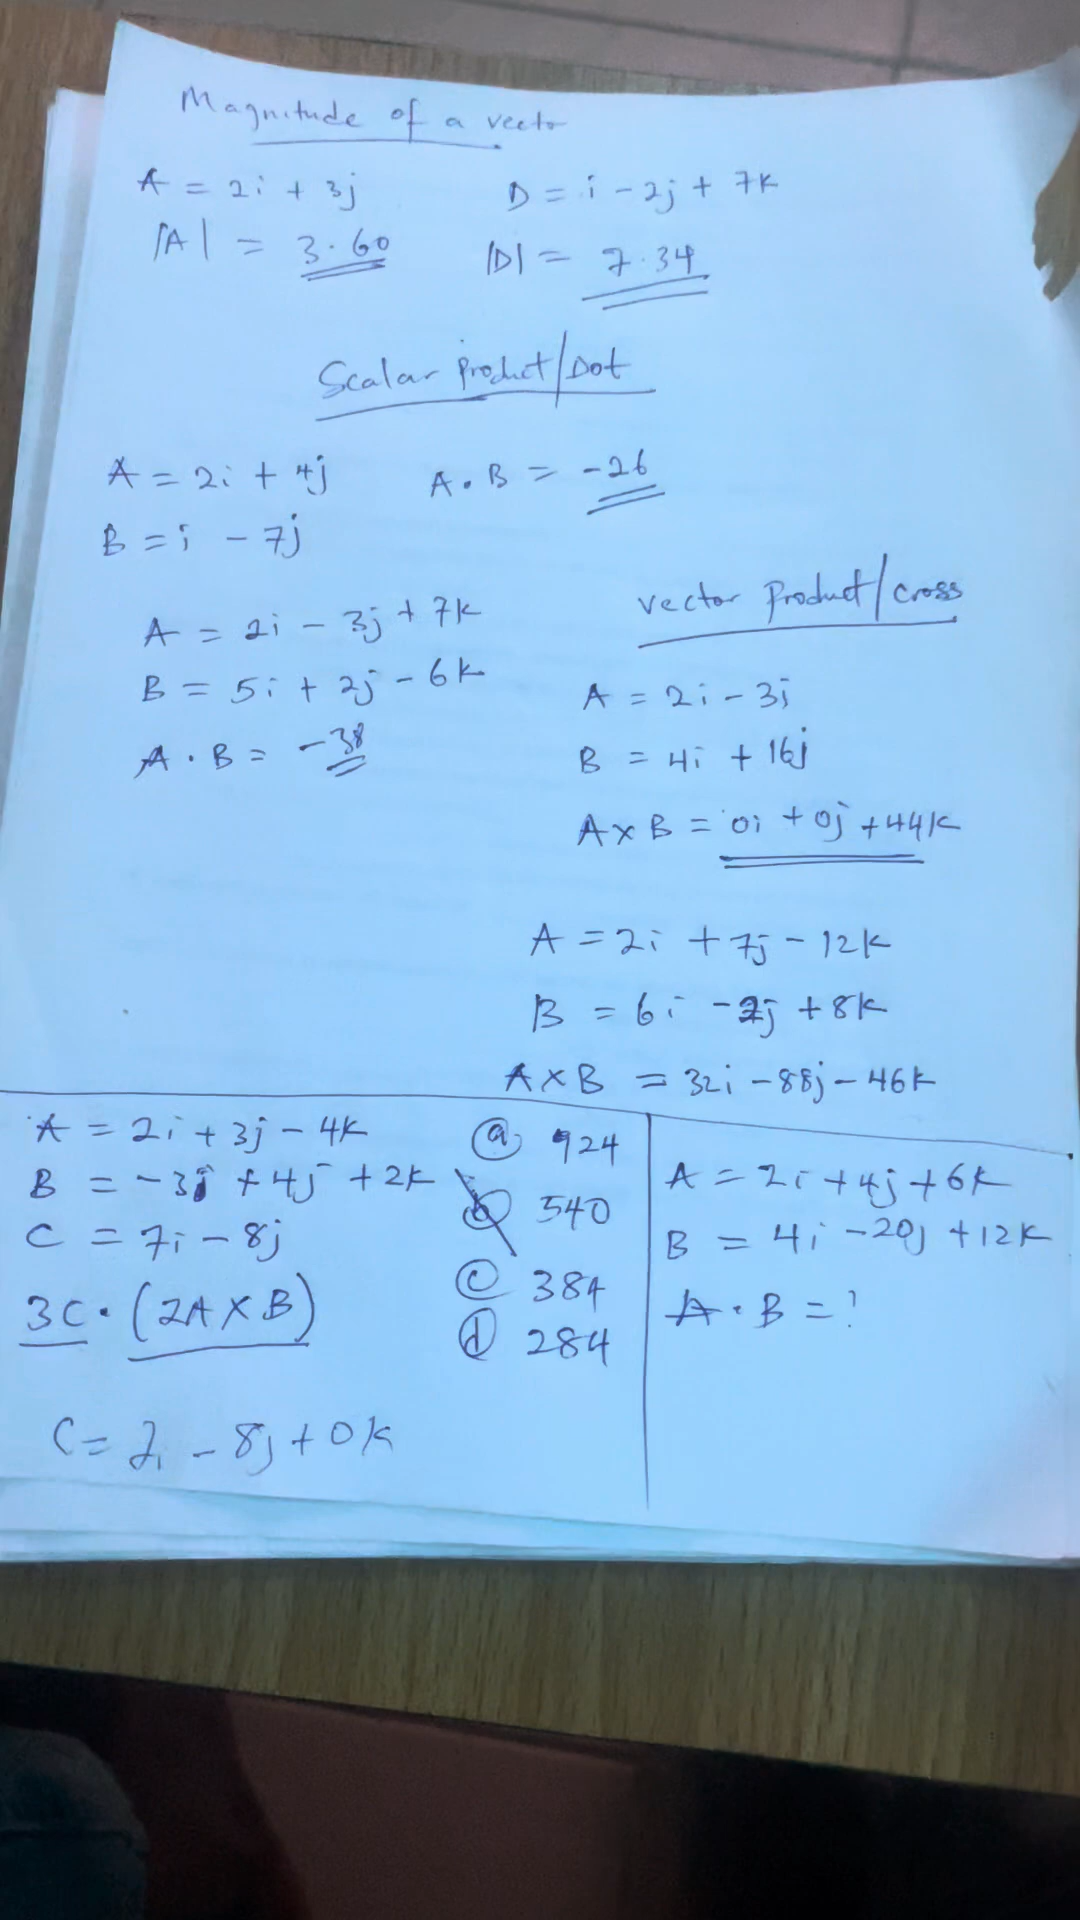 Magnitude of a vector
A = 2i + 3j
|A| = 3.60
D = i - 2j + 7k
|D| = 7.34
Scalar Product/Dot
A = 2i + 4j
B = i - 7j
A . B = -26
A = 2i - 3j + 7k
B = 5i + 2j - 6k
A . B = -38
vector Product/cross
A = 2i - 3j
B = 4i + 16j
A x B = 0i + 0j + 44k
A = 2i + 7j - 12k
B = 6i - 2j + 8k
A x B = 32i - 88j - 46k
A = 2i + 3j - 4k
B = -3i + 4j + 2k
C = 7i - 8j
3C . (2A x B)
(a) 924
(b) 540
(c) 384
(d) 284
C = 7i - 8j + 0k
A = 2i + 4j + 6k
B = 4i - 20j + 12k
A . B = ?